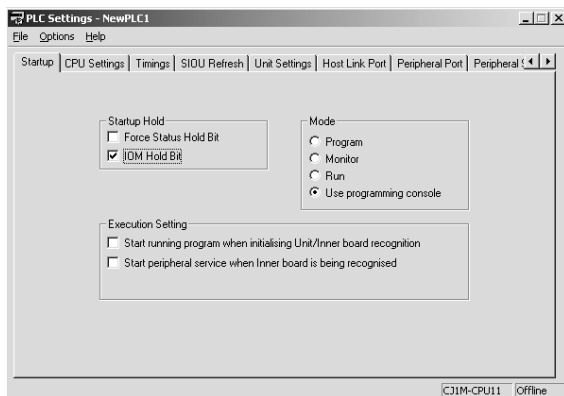 PLC Settings - NewPLC1
File Options Help
Startup CPU Settings Timings SIOU Refresh Unit Settings Host Link Port Peripheral Port Peripheral S
Startup Hold
Force Status Hold Bit
IOM Hold Bit
Mode
Program
Monitor
Run
Use programming console
Execution Setting
Start running program when initialising Unit/Inner board recognition
Start peripheral service when Inner board is being recognised
CJ1M-CPU11 Offline